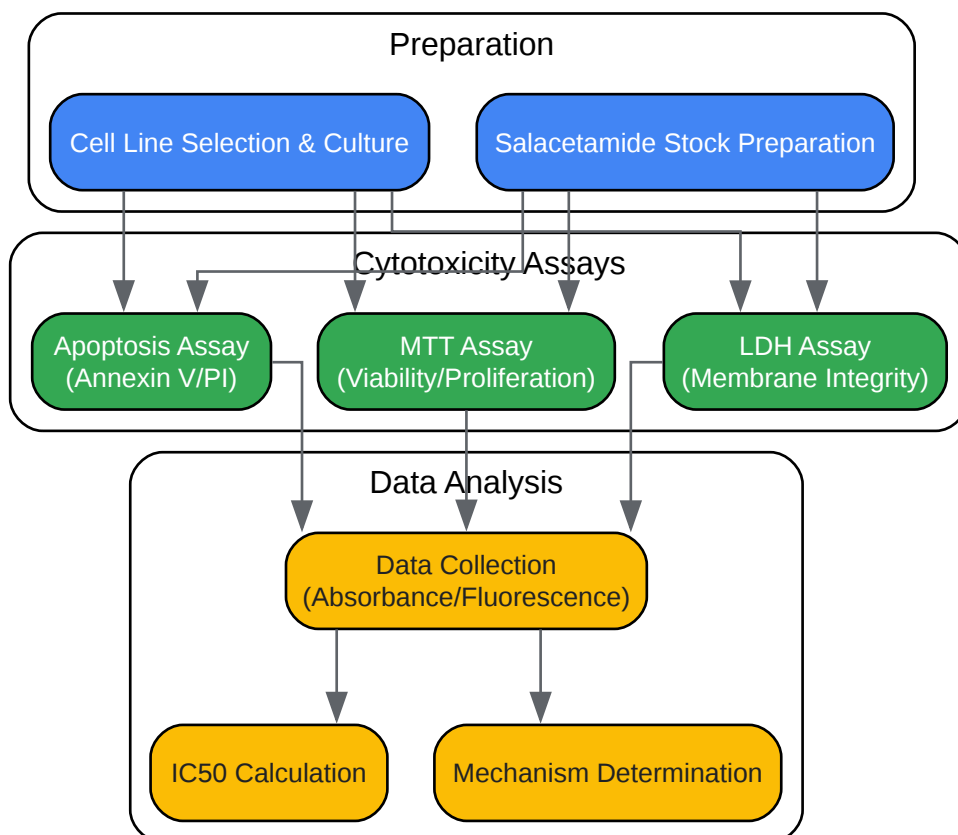 Preparation
Cell Line Selection & Culture
Salacetamide Stock Preparation
Cytotoxicity Assays
Apoptosis Assay
(Annexin V/PI)
MTT Assay
(Viability/Proliferation)
LDH Assay
(Membrane Integrity)
Data Analysis
Data Collection
(Absorbance/Fluorescence)
IC50 Calculation
Mechanism Determination